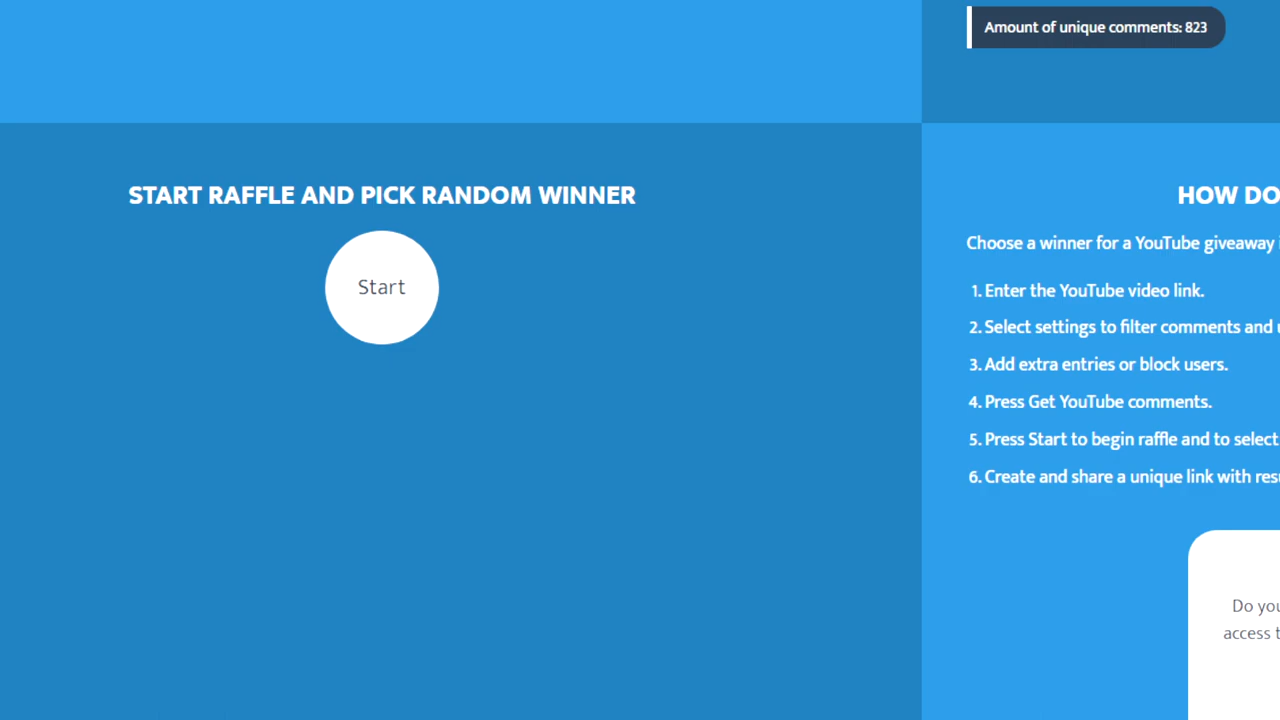 Amount of unique comments: 823
START RAFFLE AND PICK RANDOM WINNER
Start
HOW DO
Choose a winner for a YouTube giveaway
1. Enter the YouTube video link.
2. Select settings to filter comments and
3. Add extra entries or block users.
4. Press Get YouTube comments.
5. Press Start to begin raffle and to select
6. Create and share a unique link with
Do you
access